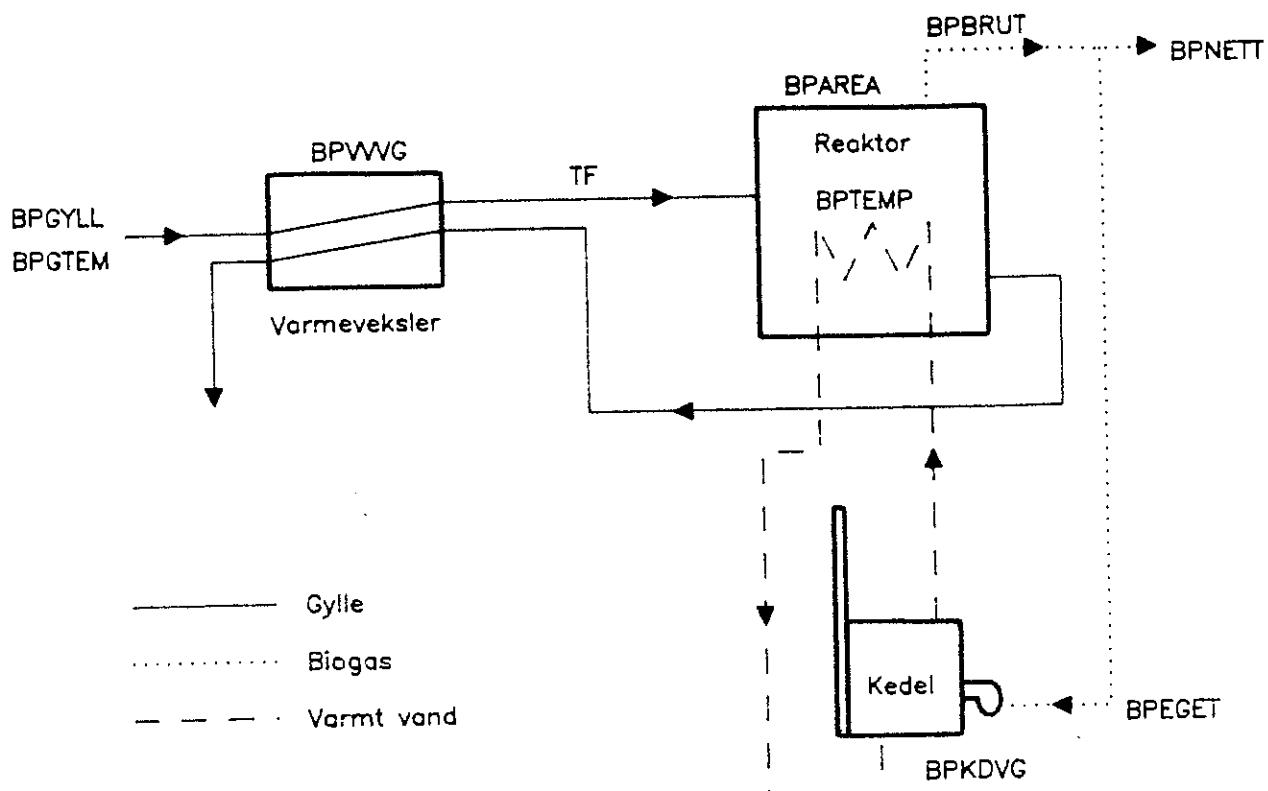 BPBRUT
BPNETT
BPAREA
Reaktor
BPVVVG
TF
BPTEMP
BPGYLL
BPGTEM
Varmeveksler
Gylle
Biogas
Kedel
Varmt vand
BPEGET
BPKDVG